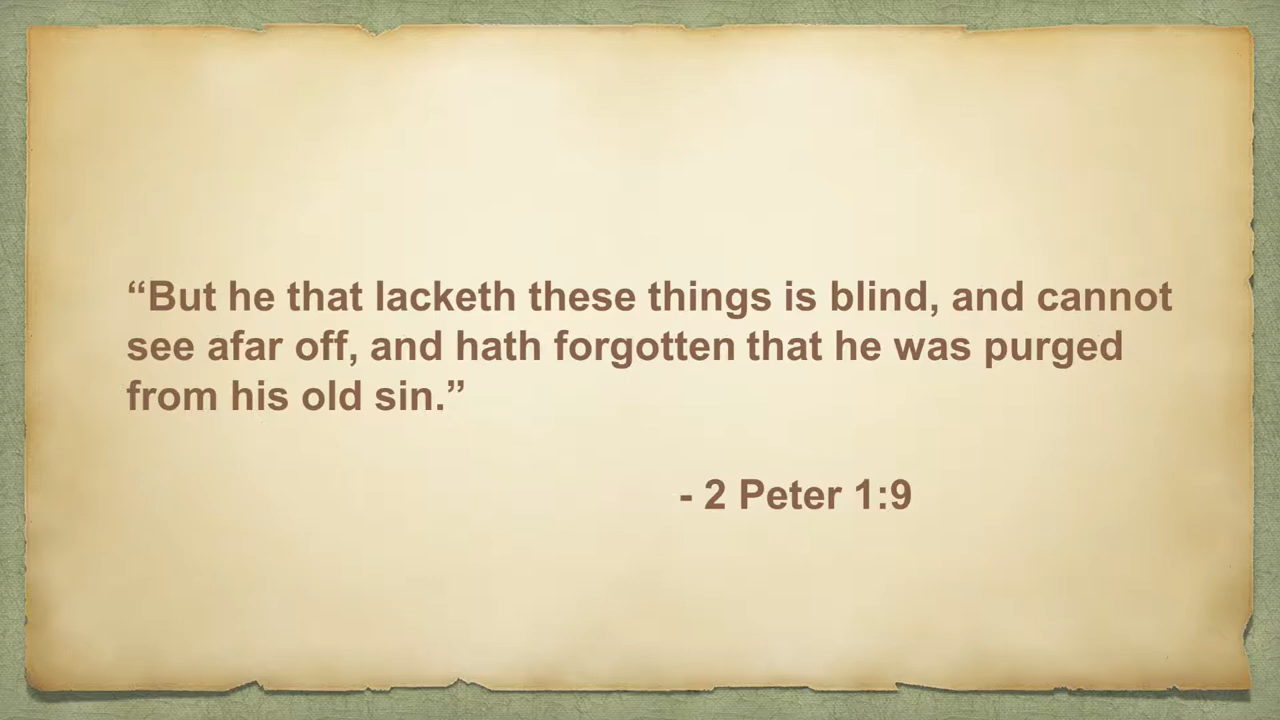 “But he that lacketh these things is blind, and cannot
see afar off, and hath forgotten that he was purged
from his old sin.”
- 2 Peter 1:9